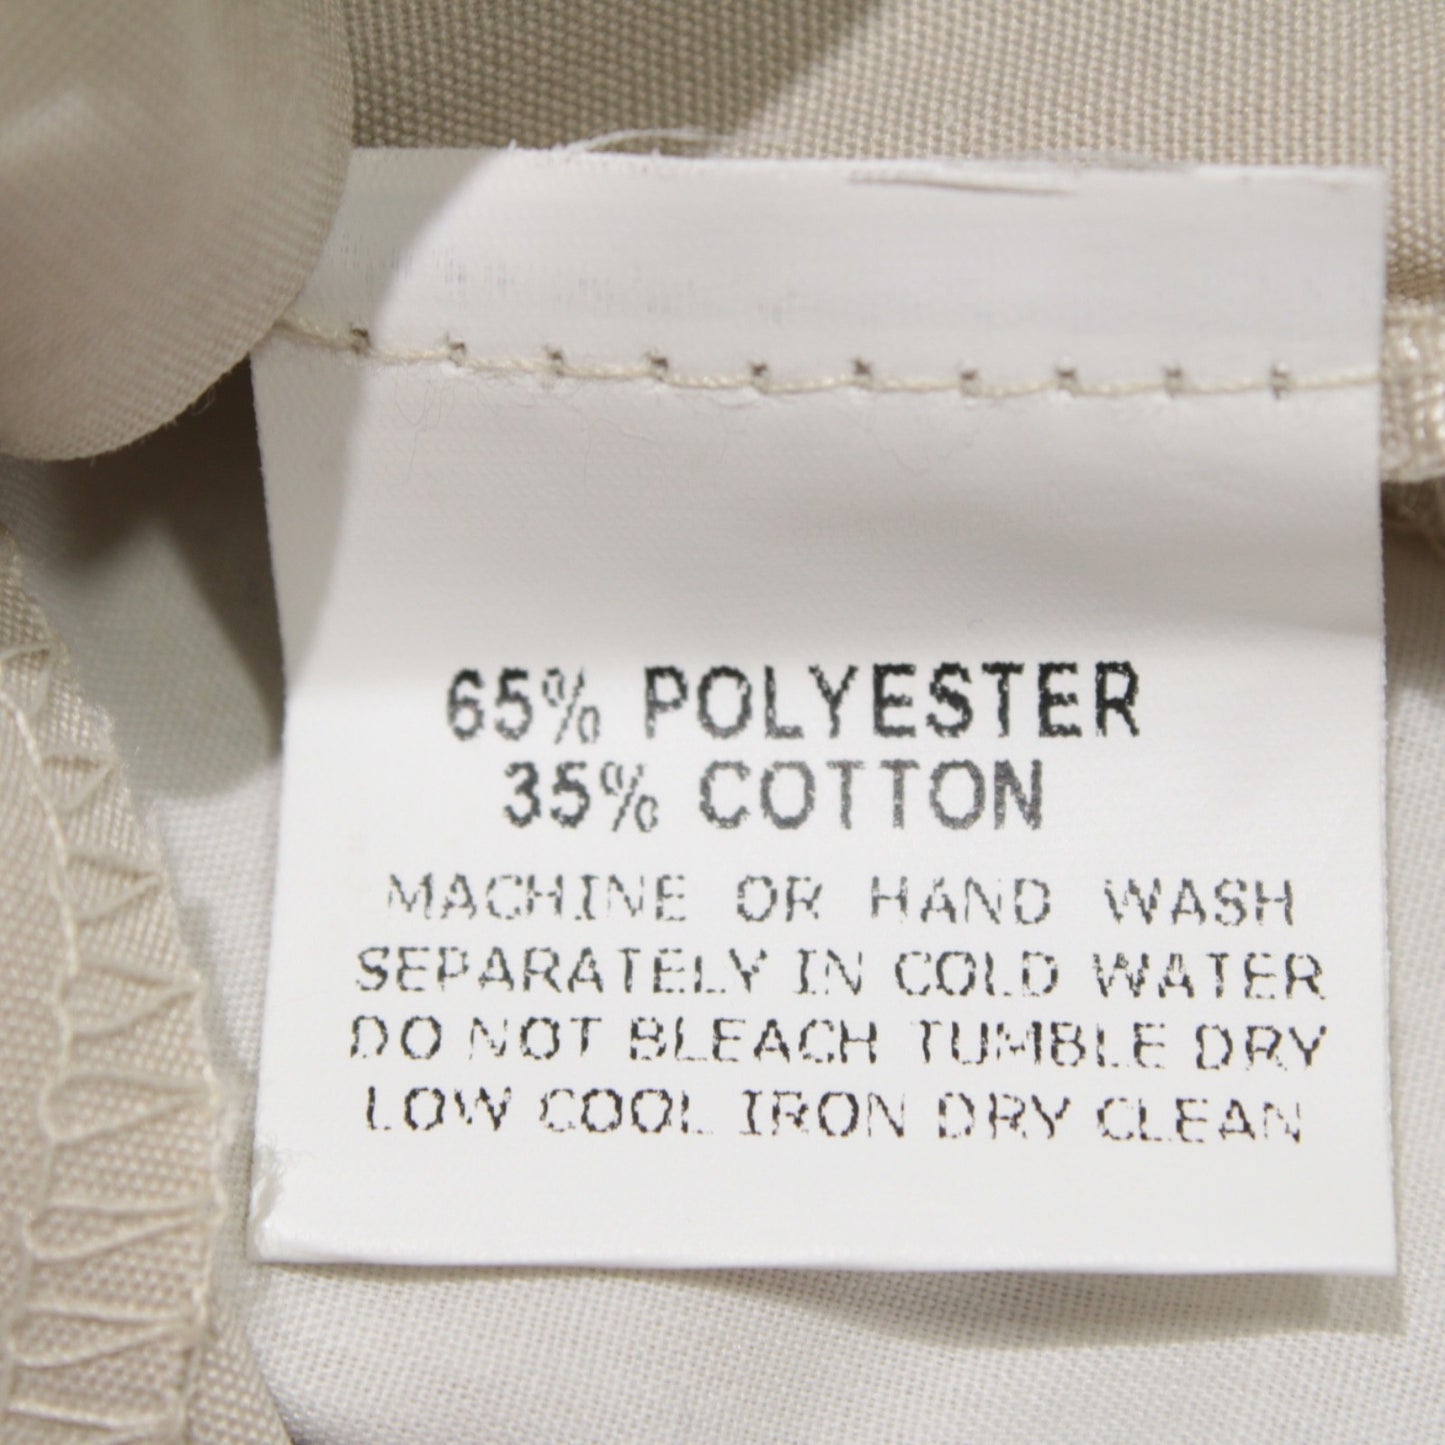 65% POLYESTER
35% COTTON
MACHINE OR HAND WASH
SEPARATELY IN COLD WATER
DO NOT BLEACH TUMBLE DRY
LOW COOL IRON DRY CLEAN